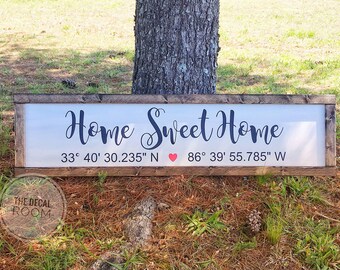 Home Sweet Home
33° 40' 30.235" N ♥ 86° 39' 55.785" W
THE DECAL
ROOM